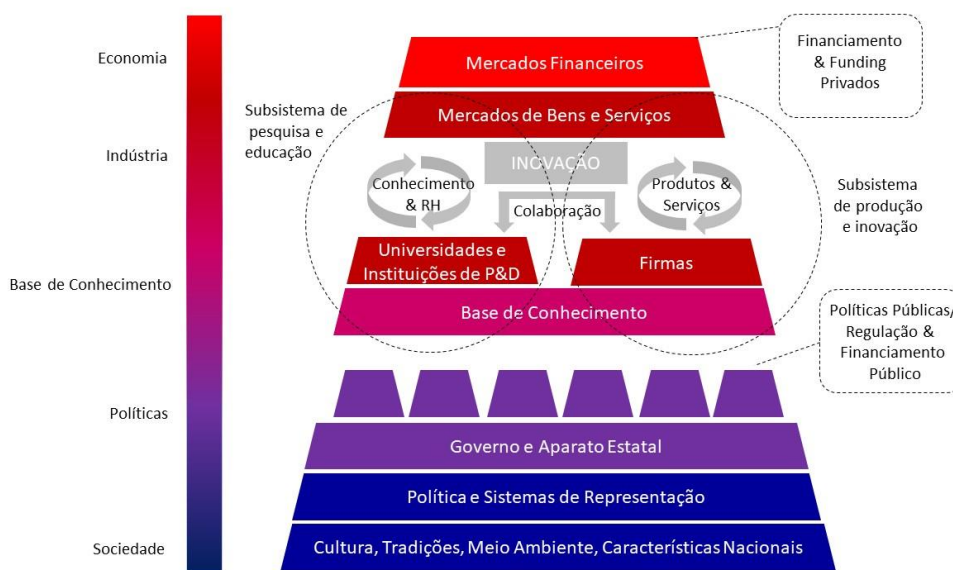 Economia
Indústria
Base de Conhecimento
Políticas
Sociedade
Mercados Financeiros
Financiamento
& Funding
Privados
Mercados de Bens e Serviços
Subsistema de
pesquisa e
educação
INOVAÇÃO
Conhecimento
& RH
Colaboração
Produtos &
Serviços
Subsistema
de produção
e inovação
Universidades e
Instituições de P&D
Firmas
Base de Conhecimento
Políticas Públicas/
Regulação &
Financiamento
Público
Governo e Aparato Estatal
Política e Sistemas de Representação
Cultura, Tradições, Meio Ambiente, Características Nacionais